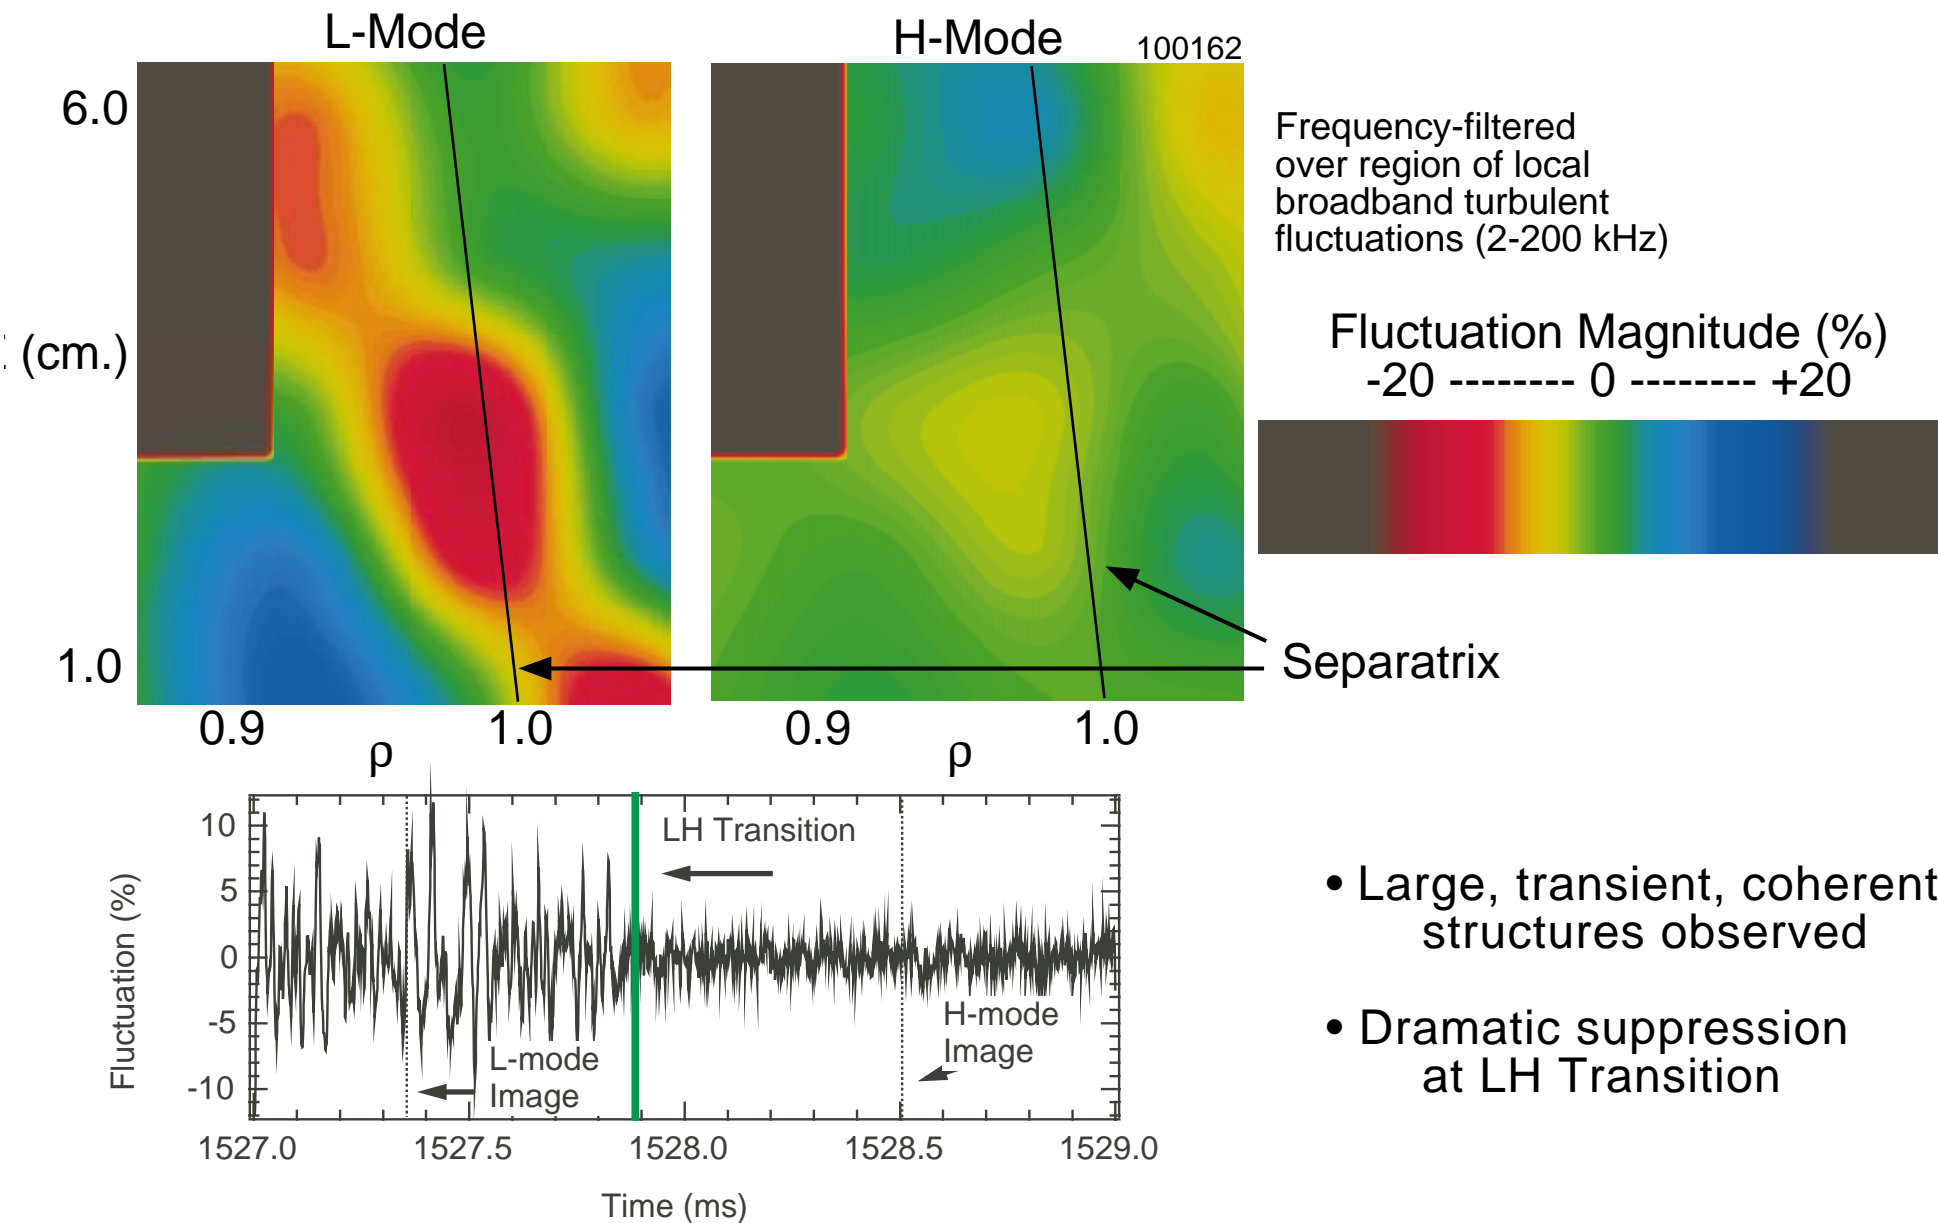 L-Mode
H-Mode
100162
6.0
(cm.)
1.0
0.9
1.0
ρ
0.9
1.0
ρ
Frequency-filtered
over region of local
broadband turbulent
fluctuations (2-200 kHz)
Fluctuation Magnitude (%)
-20 -------- 0 -------- +20
Separatrix
10
5
0
-5
-10
Fluctuation (%)
LH Transition
L-mode
Image
H-mode
Image
1527.0
1527.5
1528.0
1528.5
1529.0
Time (ms)
• Large, transient, coherent
structures observed
• Dramatic suppression
at LH Transition